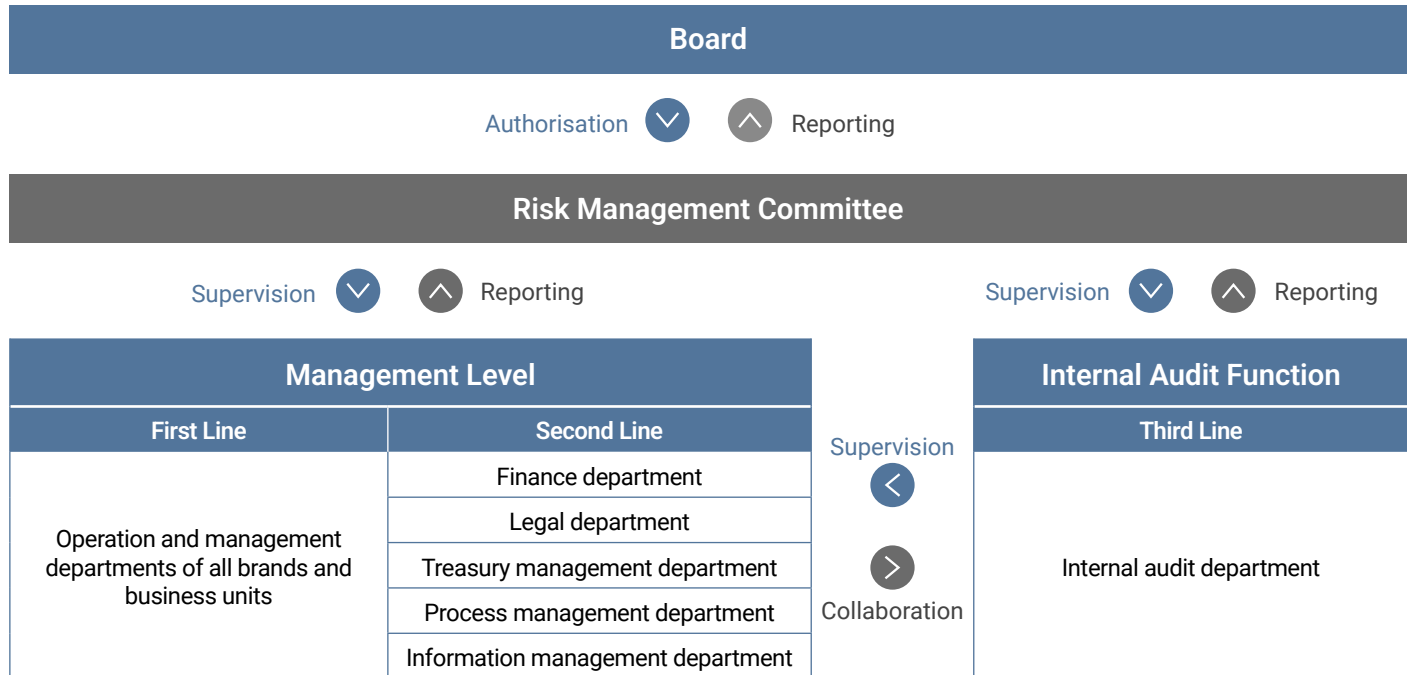 Board
Authorisation
Reporting
Risk Management Committee
Supervision
Reporting
Supervision
Reporting
Management Level
First Line
Second Line
Operation and management
departments of all brands and
business units
Finance department
Legal department
Treasury management department
Process management department
Information management department
Supervision
Collaboration
Internal Audit Function
Third Line
Internal audit department